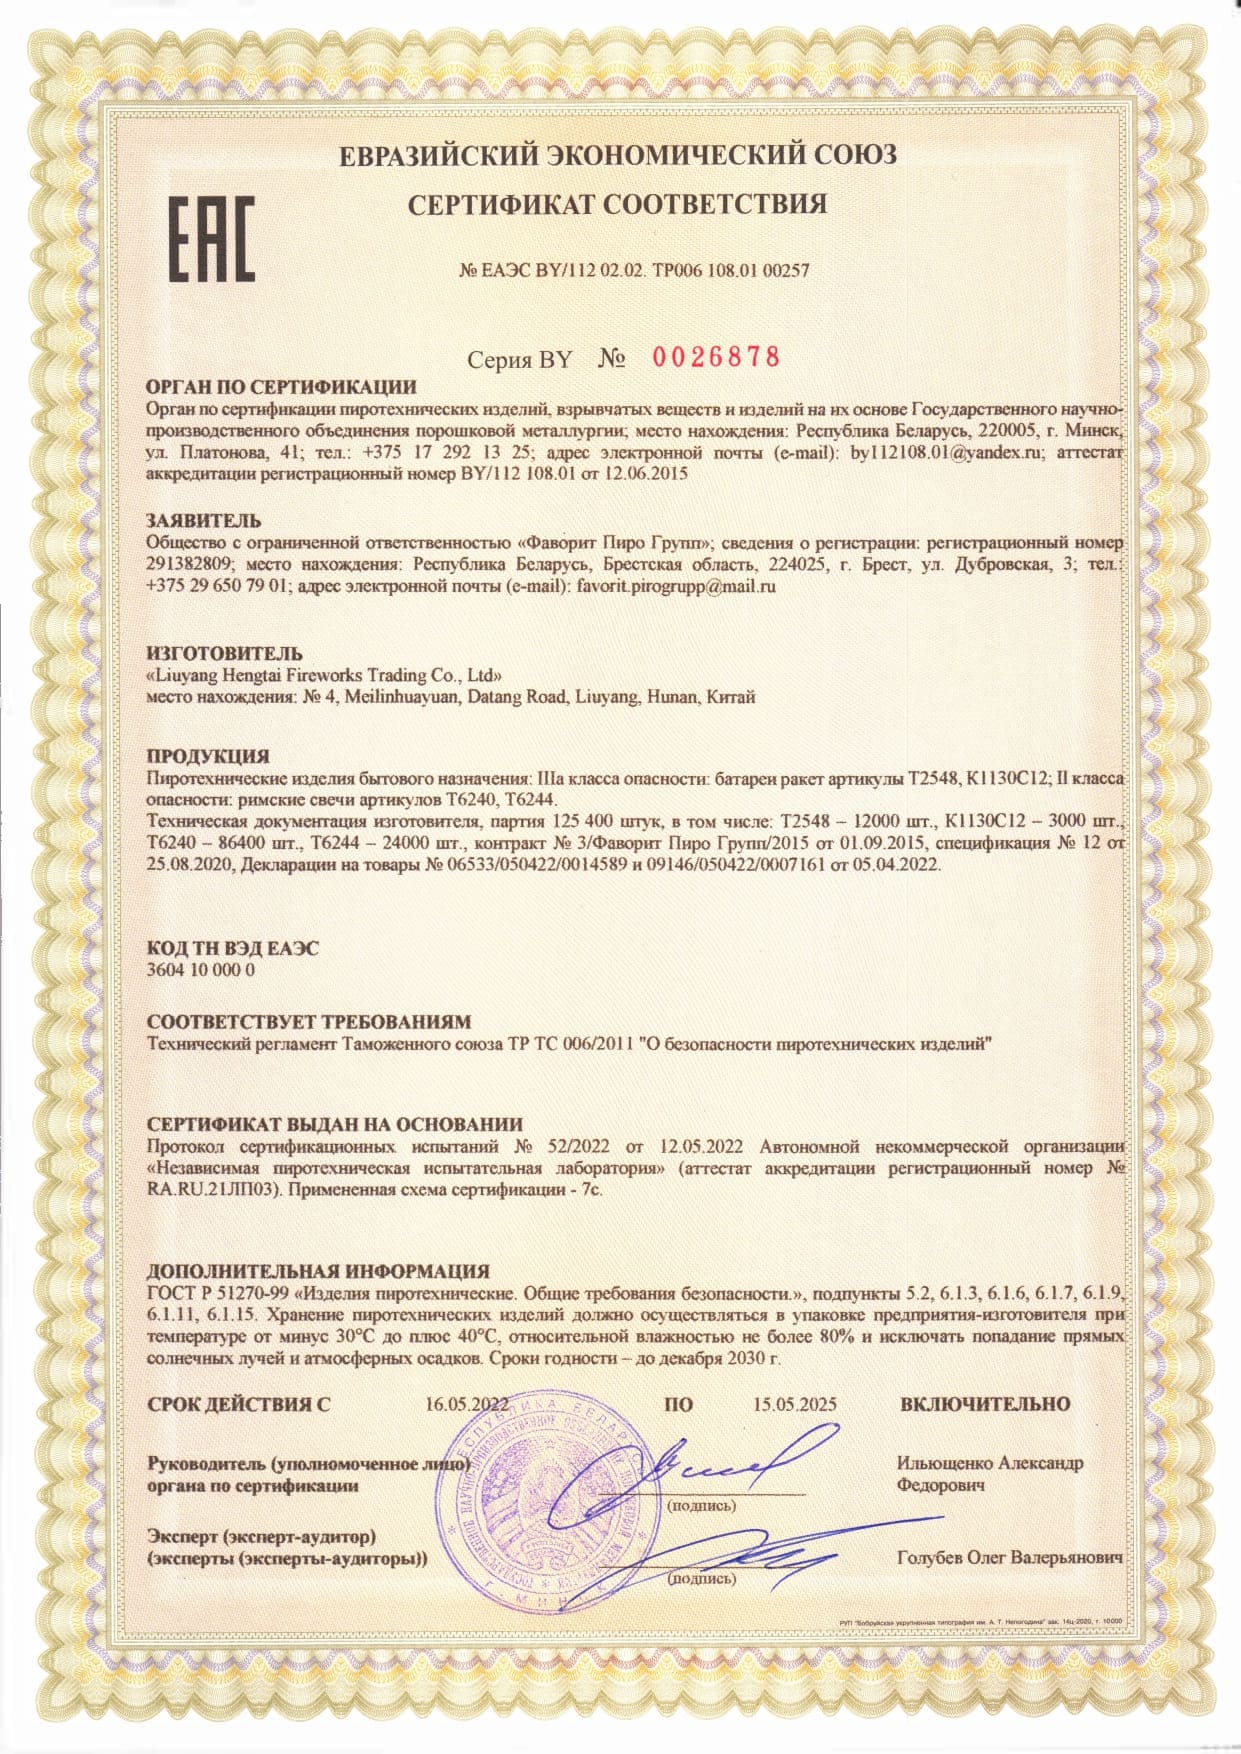 ЕВРАЗИЙСКИЙ ЭКОНОМИЧЕСКИЙ СОЮЗ
ЕАС
СЕРТИФИКАТ СООТВЕТСТВИЯ
№ ЕАЭС BY/112 02.02. ТР006 108.01 00257
Серия BY № 0026878
ОРГАН ПО СЕРТИФИКАЦИИ
Орган по сертификации пиротехнических изделий, взрывчатых веществ и изделий на их основе Государственного научно-
производственного объединения порошковой металлургии; место нахождения: Республика Беларусь, 220005, г. Минск,
ул. Платонова, 41; тел.: +375 17 292 13 25; адрес электронной почты (e-mail): by112108.01@yandex.ru; аттестат
аккредитации регистрационный номер BY/112 108.01 от 12.06.2015
ЗАЯВИТЕЛЬ
Общество с ограниченной ответственностью «Фаворит Пиро Групп»; сведения о регистрации: регистрационный номер
291382809; место нахождения: Республика Беларусь, Брестская область, 224025, г. Брест, ул. Дубровская, 3; тел.:
+375 29 650 79 01; адрес электронной почты (e-mail): favorit.pirogrupp@mail.ru
ИЗГОТОВИТЕЛЬ
«Liuyang Hengtai Fireworks Trading Co., Ltd»
место нахождения: № 4, Meilinhuayuan, Datang Road, Liuyang, Hunan, Китай
ПРОДУКЦИЯ
Пиротехнические изделия бытового назначения: IIIа класса опасности: батареи ракет артикулы Т2548, К1130С12; II класса
опасности: римские свечи артикулов Т6240, Т6244.
Техническая документация изготовителя, партия 125 400 штук, в том числе: Т2548 – 12000 шт., К1130С12 – 3000 шт.,
Т6240 – 86400 шт., Т6244 – 24000 шт., контракт № 3/Фаворит Пиро Групп/2015 от 01.09.2015, спецификация № 12 от
25.08.2020, Декларации на товары № 06533/050422/0014589 и 09146/050422/0007161 от 05.04.2022.
КОД ТН ВЭД ЕАЭС
3604 10 000 0
СООТВЕТСТВУЕТ ТРЕБОВАНИЯМ
Технический регламент Таможенного союза ТР ТС 006/2011 "О безопасности пиротехнических изделий"
СЕРТИФИКАТ ВЫДАН НА ОСНОВАНИИ
Протокол сертификационных испытаний № 52/2022 от 12.05.2022 Автономной некоммерческой организации
«Независимая пиротехническая испытательная лаборатория» (аттестат аккредитации регистрационный номер №
RA.RU.21ЛП03). Примененная схема сертификации - 7с.
ДОПОЛНИТЕЛЬНАЯ ИНФОРМАЦИЯ
ГОСТ Р 51270-99 «Изделия пиротехнические. Общие требования безопасности.», подпункты 5.2, 6.1.3, 6.1.6, 6.1.7, 6.1.9,
6.1.11, 6.1.15. Хранение пиротехнических изделий должно осуществляться в упаковке предприятия-изготовителя при
температуре от минус 30°С до плюс 40°С, относительной влажностью не более 80% и исключать попадание прямых
солнечных лучей и атмосферных осадков. Сроки годности – до декабря 2030 г.
СРОК ДЕЙСТВИЯ С 16.05.2022 ПО 15.05.2025 ВКЛЮЧИТЕЛЬНО
Руководитель (уполномоченное лицо)
органа по сертификации
(подпись)
Ильющенко Александр
Федорович
Эксперт (эксперт-аудитор)
(эксперты (эксперты-аудиторы))
(подпись)
Голубев Олег Валерьянович
РЕСПУБЛИКА БЕЛАРУСЬ
Г. МИНСК
РУП "Бобруйская укрупненная типография им. А. Т. Непогодина" зак. 14ц-2020, г. 10000